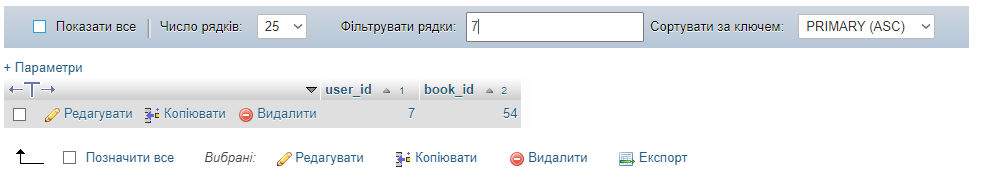 Показати все Число рядків: 25 Фільтрувати рядки: 7 Сортувати за ключем: PRIMARY (ASC)
+ Параметри
←T→ user_id 1 book_id 2
Редагувати Копіювати Видалити 7 54
Позначити все Вибрані: Редагувати Копіювати Видалити Експорт